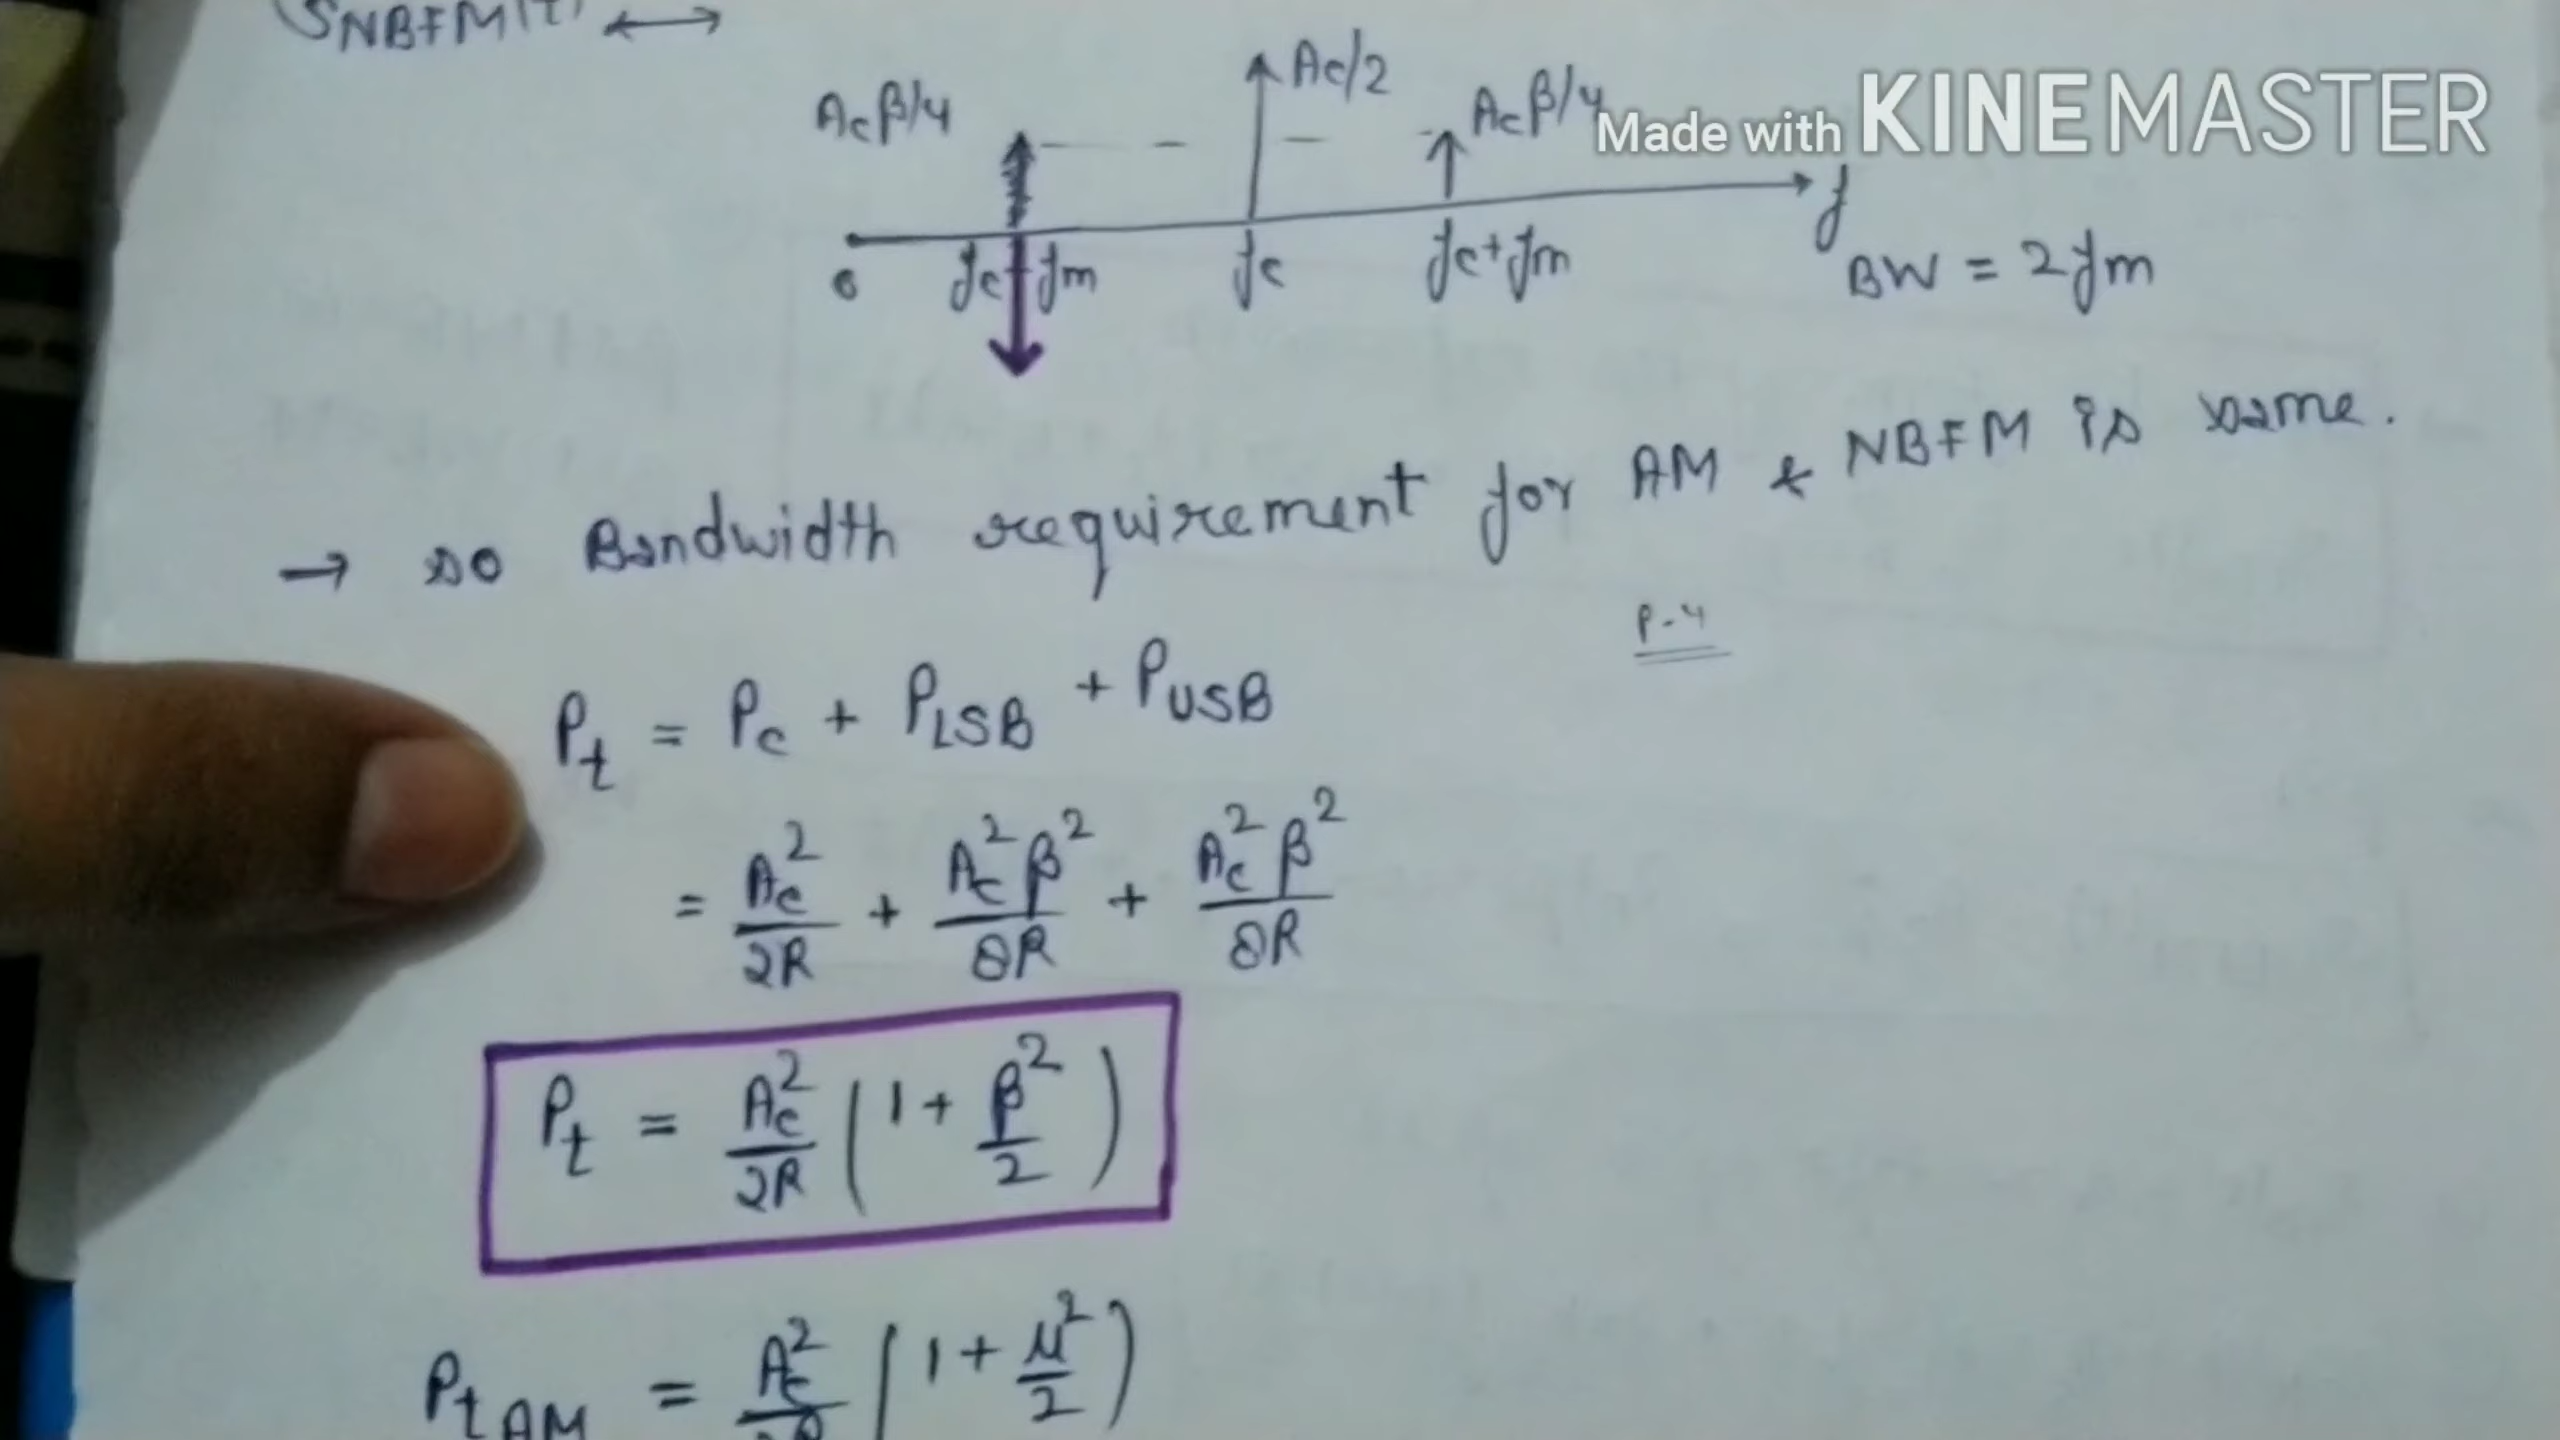 SNBFM(t) ↔
Acβ/4 Ac/2 Acβ/4
Made with KINEMASTER
0 fc-fm fc fc+fm f
BW = 2fm
→ so Bandwidth requirement for AM & NBFM is same.
P-4
Pt = Pc + PLSB + PUSB
= Ac²/2R + Ac²β²/8R + Ac²β²/8R
Pt = Ac²/2R (1 + β²/2)
PtAM = Ac²/2R (1 + μ²/2)